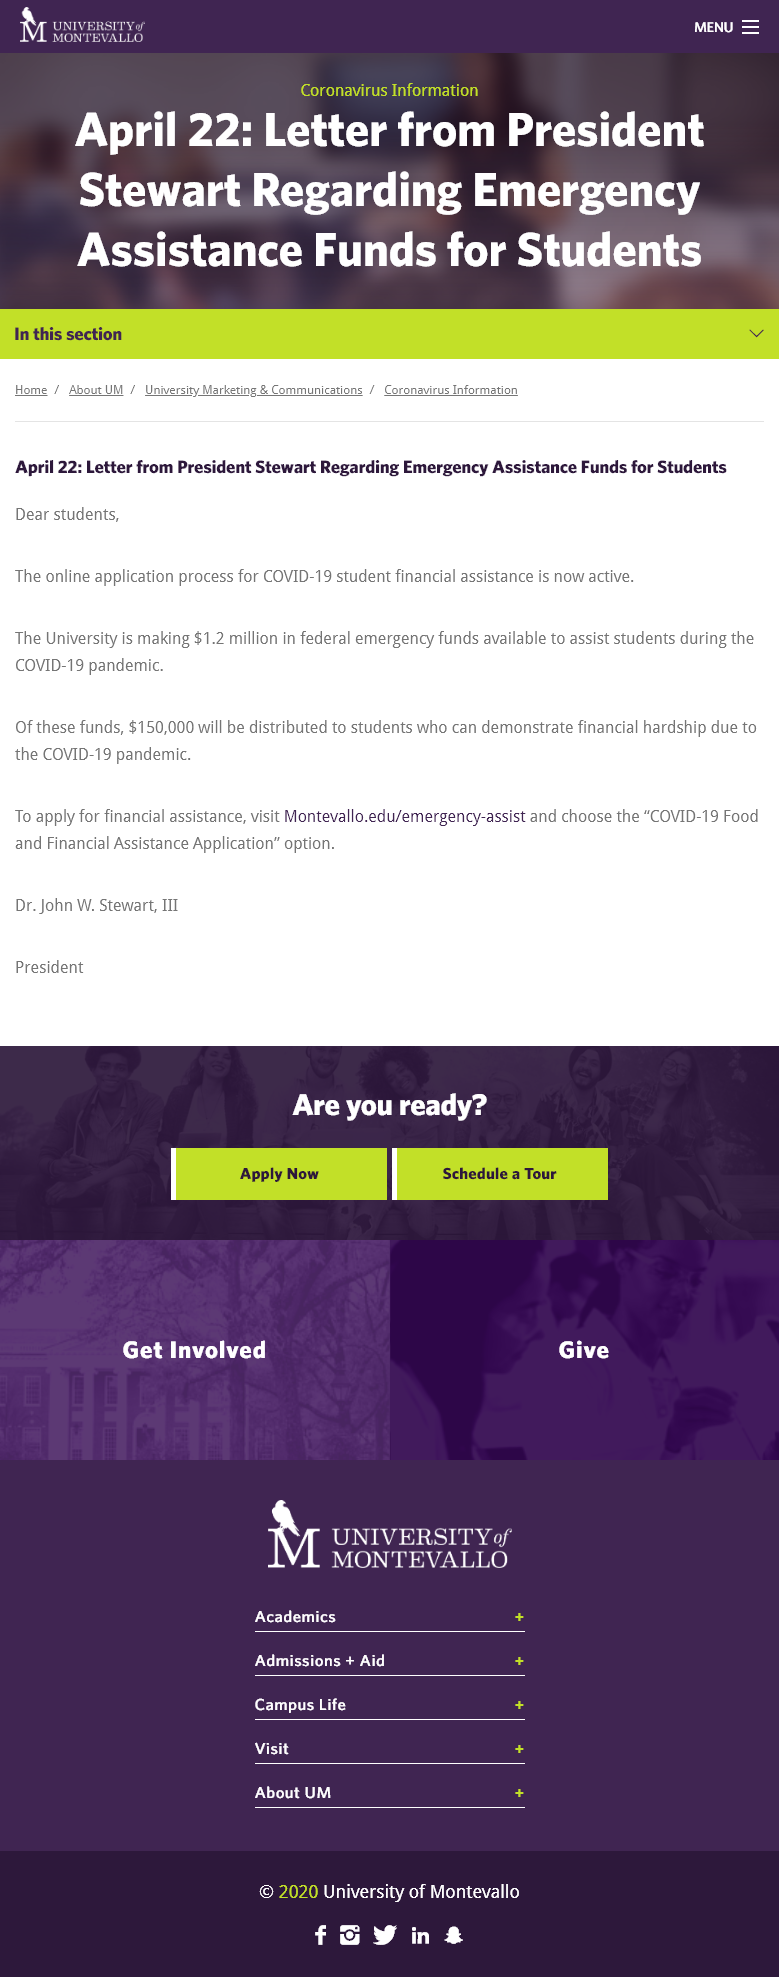 UNIVERSITY of
MONTEVALLO
MENU
Coronavirus Information
April 22: Letter from President
Stewart Regarding Emergency
Assistance Funds for Students
In this section
Home / About UM / University Marketing & Communications / Coronavirus Information
April 22: Letter from President Stewart Regarding Emergency Assistance Funds for Students
Dear students,
The online application process for COVID-19 student financial assistance is now active.
The University is making $1.2 million in federal emergency funds available to assist students during the
COVID-19 pandemic.
Of these funds, $150,000 will be distributed to students who can demonstrate financial hardship due to
the COVID-19 pandemic.
To apply for financial assistance, visit Montevallo.edu/emergency-assist and choose the “COVID-19 Food
and Financial Assistance Application” option.
Dr. John W. Stewart, III
President
Are you ready?
Apply Now Schedule a Tour
Get Involved Give
M UNIVERSITY of
MONTEVALLO
Academics +
Admissions + Aid +
Campus Life +
Visit +
About UM +
© 2020 University of Montevallo